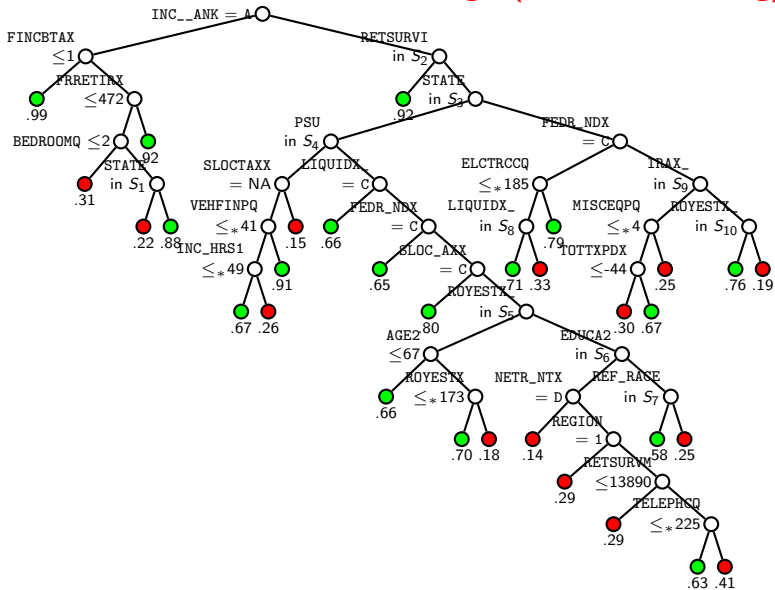 INC__ANK = A
FINCBTAX
≤1
RETSURVI
in S2
FRRETIRX
≤472
STATE
in S3
.99
.92
PSU
in S4
FEDR_NDX
= C
BEDROOMQ ≤2
.92
STATE
in S1
SLOCTAXX
= NA
LIQUIDX_
= C
ELCTRCCQ
≤*185
IRAX_
in S9
.31
VEHFINPQ
≤*41
FEDR_NDX
= C
LIQUIDX_
in S8
MISCEQPQ
≤*4
ROYESTX_
in S10
.22
.88
.15
.66
.79
INC_HRS1
≤*49
SLOC_AXX
= C
TOTTXPDX
≤-44
.91
.65
.71
.33
.25
.76
.19
ROYESTX_
in S5
.67
.26
.80
.30
.67
AGE2
≤67
EDUCA2
in S6
ROYESTX
≤*173
NETR_NTX
= D
REF_RACE
in S7
.66
REGION
= 1
.70
.18
.14
.58
.25
RETSURVM
≤13890
.29
TELEPHCQ
≤*225
.29
.63
.41